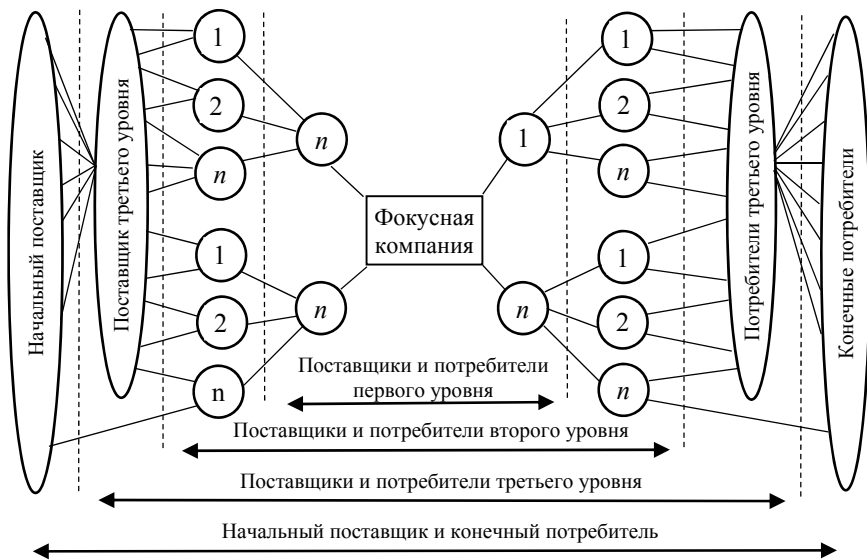 Начальный поставщик
Поставщик третьего уровня
1
2
n
1
2
n
n
n
Фокусная
компания
1
n
1
2
n
1
2
n
Потребители третьего уровня
Конечные потребители
Поставщики и потребители
первого уровня
Поставщики и потребители второго уровня
Поставщики и потребители третьего уровня
Начальный поставщик и конечный потребитель